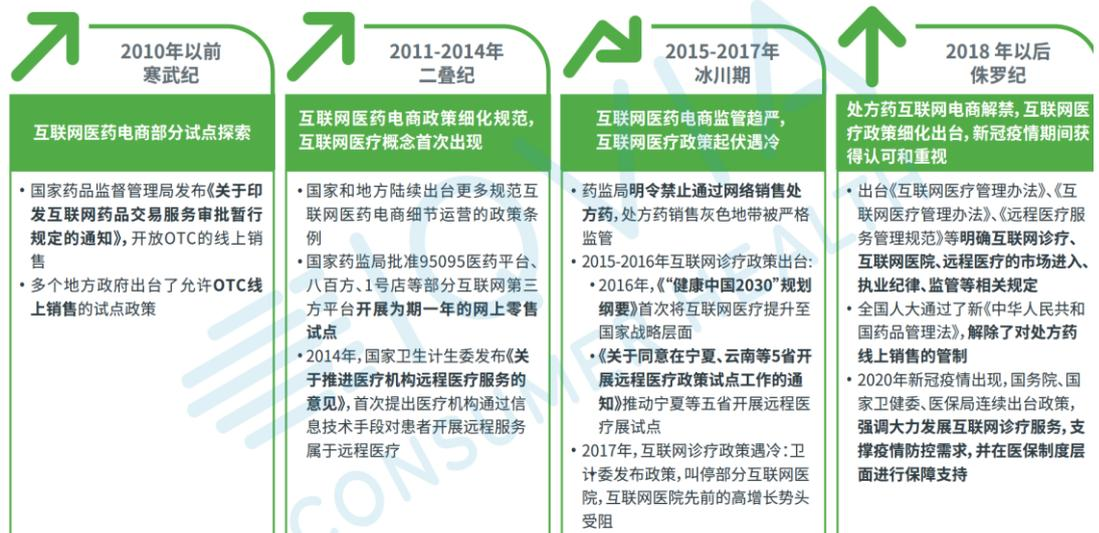 2010年以前
寒武纪
互联网医药电商部分试点探索
• 国家药品监督管理局发布《关于印
发互联网药品交易服务审批暂行
规定的通知》，开放OTC的线上销
售
• 多个地方政府出台了允许OTC线
上销售的试点政策
2011-2014年
二叠纪
互联网医药电商政策细化规范，
互联网医疗概念首次出现
• 国家和地方陆续出台更多规范互
联网医药电商细节运营的政策条
例
• 国家药监局批准95095医药平台、
八百方、1号店等部分互联网第三
方平台开展为期一年的网上零售
试点
• 2014年，国家卫生计生委发布《关
于推进医疗机构远程医疗服务的
意见》，首次提出医疗机构通过信
息技术手段对患者开展远程服务
属于远程医疗
2015-2017年
冰川期
互联网医药电商监管趋严，
互联网医疗政策起伏遇冷
• 药监局明令禁止通过网络销售处
方药，处方药销售灰色地带被严格
监管
• 2015-2016年互联网诊疗政策出台:
• 2016年，《“健康中国2030”规划
纲要》首次将互联网医疗提升至
国家战略层面
• 《关于同意在宁夏、云南等5省开
展远程医疗政策试点工作的通
知》推动宁夏等五省开展远程医
疗展试点
• 2017年，互联网诊疗政策遇冷：卫
计委发布政策，叫停部分互联网医
院，互联网医院先前的高增长势头
受阻
2018 年以后
侏罗纪
处方药互联网电商解禁，互联网医
疗政策细化出台，新冠疫情期间获
得认可和重视
• 出台《互联网医疗管理办法》、《互
联网医疗管理办法》、《远程医疗服
务管理规范》等明确互联网诊疗、
互联网医院、远程医疗的市场进入、
执业纪律、监管等相关规定
• 全国人大通过了新《中华人民共和
国药品管理法》，解除了对处方药
线上销售的管制
• 2020年新冠疫情出现，国务院、国
家卫健委、医保局连续出台政策，
强调大力发展互联网诊疗服务，支
撑疫情防控需求，并在医保制度层
面进行保障支持
IQVIA
CONSUMER HEALTH